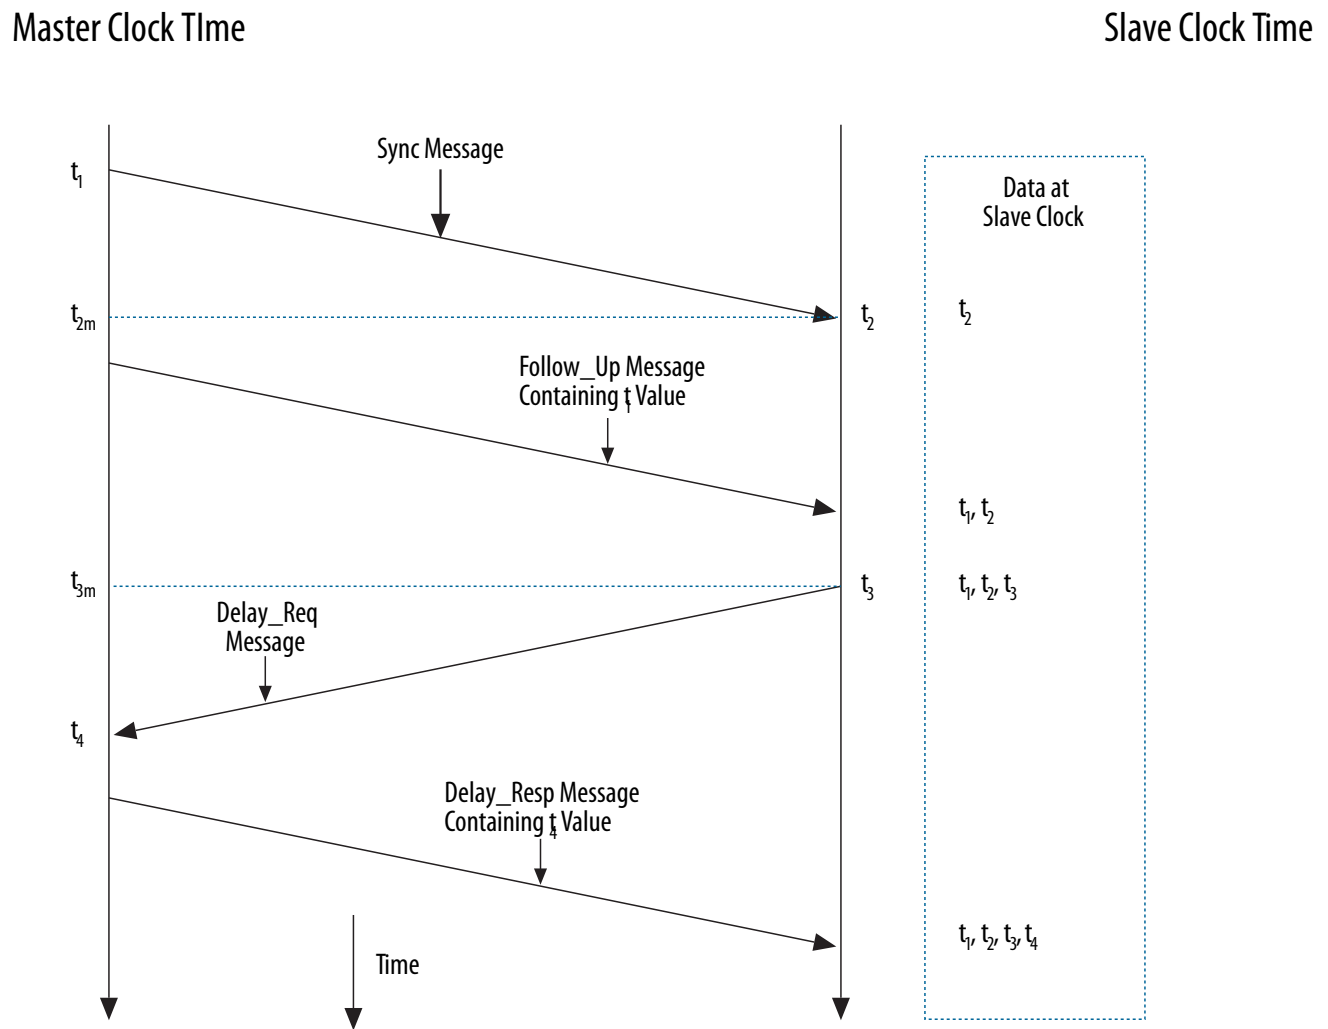 Master Clock TIme
Slave Clock Time
Sync Message
t1
Data at
Slave Clock
t2m
t2
t2
Follow_Up Message
Containing t1 Value
t1, t2
t3m
t3
t1, t2, t3
Delay_Req
Message
t4
Delay_Resp Message
Containing t4 Value
t1, t2, t3, t4
Time